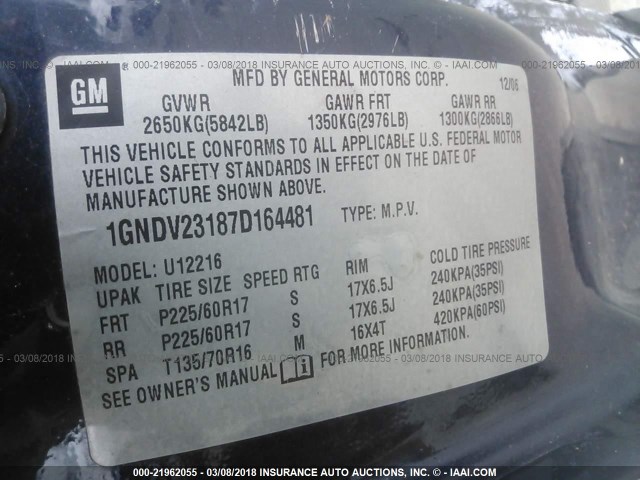 000-21962055 - 03/08/2018 - INSURANCE AUTO AUCTIONS, CORP. - IAAI.COM
GM
MFD BY GENERAL MOTORS CORP. 12/06
GVWR GAWR FRT GAWR RR
2650KG(5842LB) 1350KG(2976LB) 1300KG(2866LB)
THIS VEHICLE CONFORMS TO ALL APPLICABLE U.S. FEDERAL MOTOR
VEHICLE SAFETY STANDARDS IN EFFECT ON THE DATE OF
MANUFACTURE SHOWN ABOVE.
1GNDV23187D164481 TYPE: M.P.V.
MODEL: U12216
UPAK TIRE SIZE SPEED RTG RIM COLD TIRE PRESSURE
FRT P225/60R17 S 17X6.5J 240KPA(35PSI)
RR P225/60R17 S 17X6.5J 240KPA(35PSI)
SPA T135/70R16 M 16X4T 420KPA(60PSI)
SEE OWNER'S MANUAL i FOR MORE INFORMATION.
000-21962055 - 03/08/2018 - INSURANCE AUTO AUCTIONS, CORP. - IAAI.COM